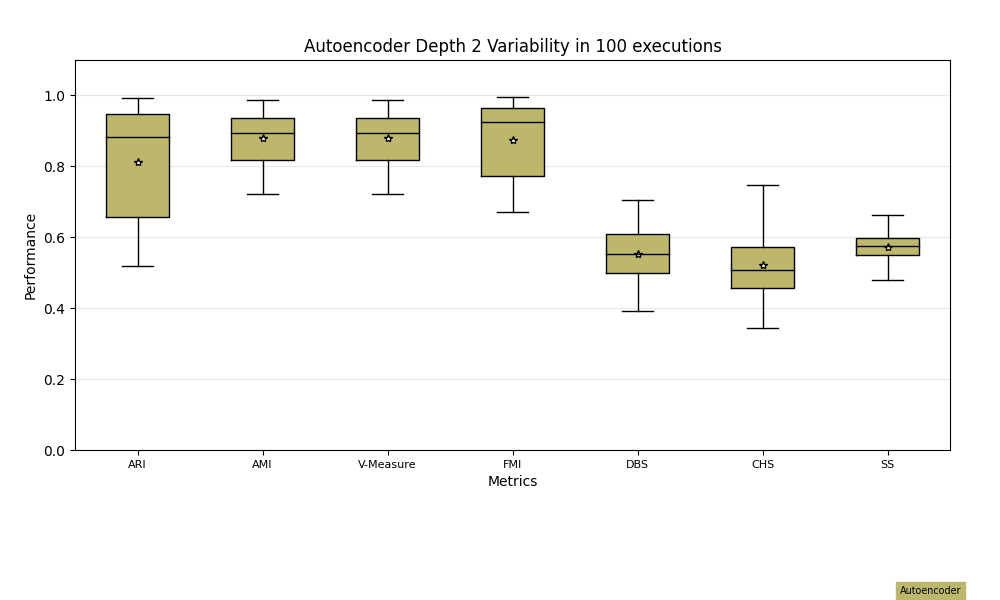 Autoencoder Depth 2 Variability in 100 executions
1.0
0.8
0.6
0.4
0.2
0.0
Performance
ARI AMI V-Measure FMI DBS CHS SS
Metrics
Autoencoder